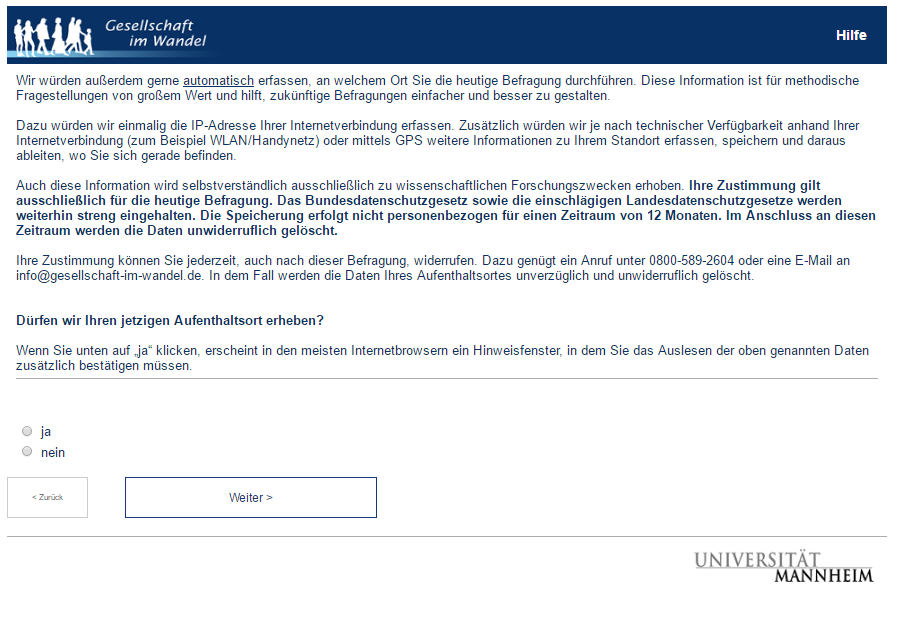 Gesellschaft
im Wandel
Hilfe
Wir würden außerdem gerne automatisch erfassen, an welchem Ort Sie die heutige Befragung durchführen. Diese Information ist für methodische
Fragestellungen von großem Wert und hilft, zukünftige Befragungen einfacher und besser zu gestalten.
Dazu würden wir einmalig die IP-Adresse Ihrer Internetverbindung erfassen. Zusätzlich würden wir je nach technischer Verfügbarkeit anhand Ihrer
Internetverbindung (zum Beispiel WLAN/Handynetz) oder mittels GPS weitere Informationen zu Ihrem Standort erfassen, speichern und daraus
ableiten, wo Sie sich gerade befinden.
Auch diese Information wird selbstverständlich ausschließlich zu wissenschaftlichen Forschungszwecken erhoben. Ihre Zustimmung gilt
ausschließlich für die heutige Befragung. Das Bundesdatenschutzgesetz sowie die einschlägigen Landesdatenschutzgesetze werden
weiterhin streng eingehalten. Die Speicherung erfolgt nicht personenbezogen für einen Zeitraum von 12 Monaten. Im Anschluss an diesen
Zeitraum werden die Daten unwiderruflich gelöscht.
Ihre Zustimmung können Sie jederzeit, auch nach dieser Befragung, widerrufen. Dazu genügt ein Anruf unter 0800-589-2604 oder eine E-Mail an
info@gesellschaft-im-wandel.de. In dem Fall werden die Daten Ihres Aufenthaltsortes unverzüglich und unwiderruflich gelöscht.
Dürfen wir Ihren jetzigen Aufenthaltsort erheben?
Wenn Sie unten auf „ja“ klicken, erscheint in den meisten Internetbrowsern ein Hinweisfenster, in dem Sie das Auslesen der oben genannten Daten
zusätzlich bestätigen müssen.
ja
nein
< Zurück
Weiter >
UNIVERSITÄT
MANNHEIM